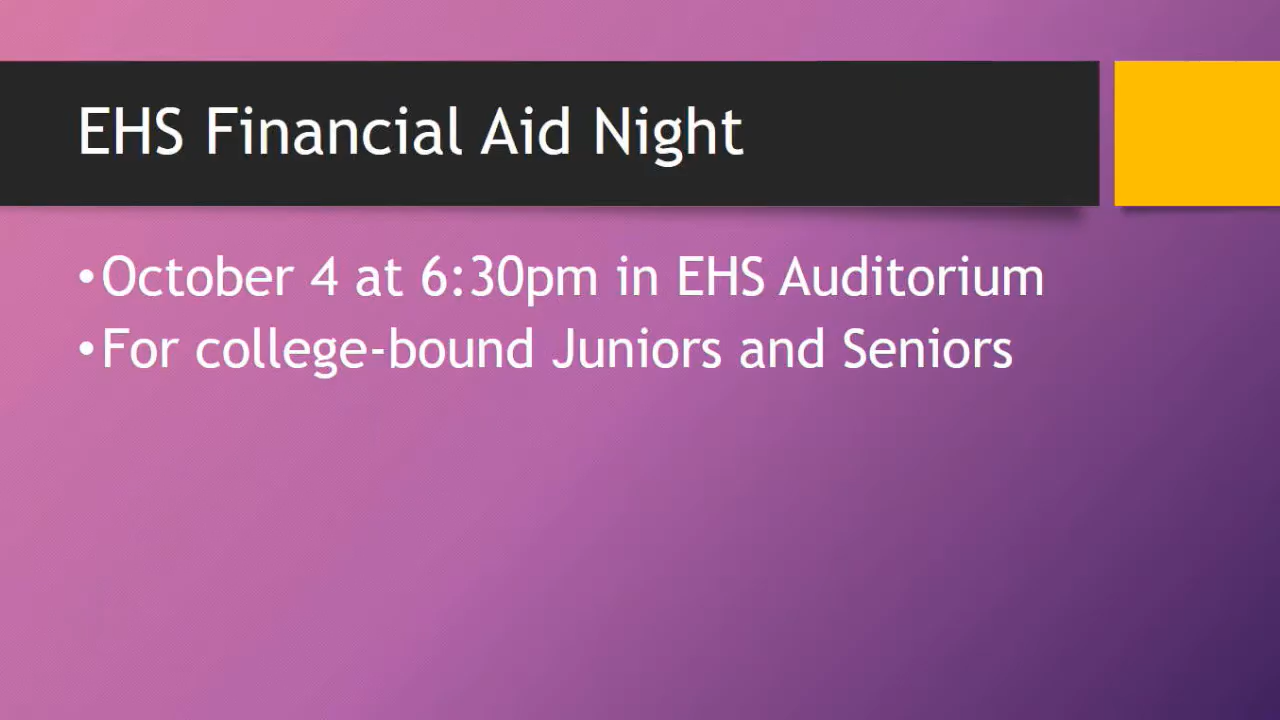 EHS Financial Aid Night
•October 4 at 6:30pm in EHS Auditorium
•For college-bound Juniors and Seniors